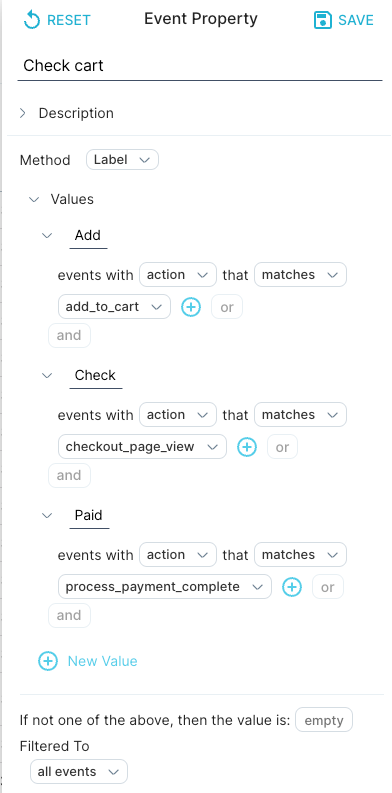 RESET Event Property SAVE
Check cart
Description
Method Label
Values
Add
events with action that matches
add_to_cart or
and
Check
events with action that matches
checkout_page_view or
and
Paid
events with action that matches
process_payment_complete or
and
New Value
If not one of the above, then the value is: empty
Filtered To
all events